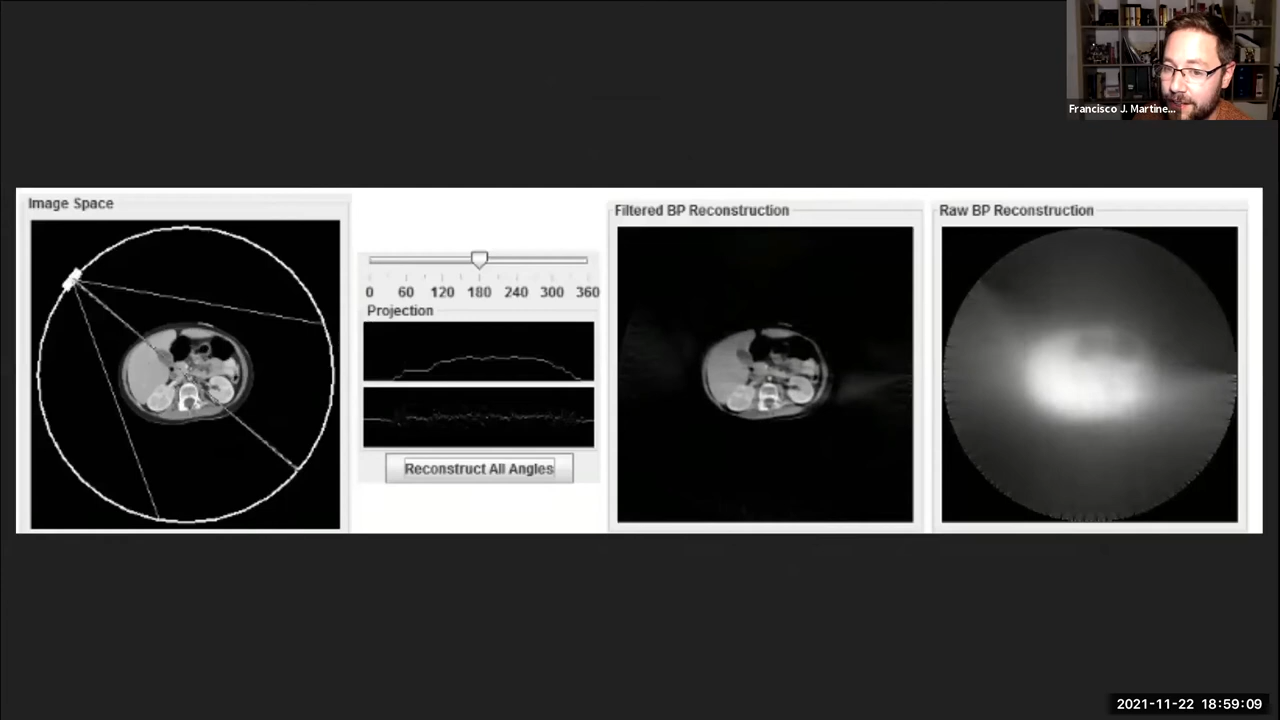 Francisco J. Martine...
Image Space
0 60 120 180 240 300 360
Projection
Reconstruct All Angles
Filtered BP Reconstruction
Raw BP Reconstruction
2021-11-22 18:59:09